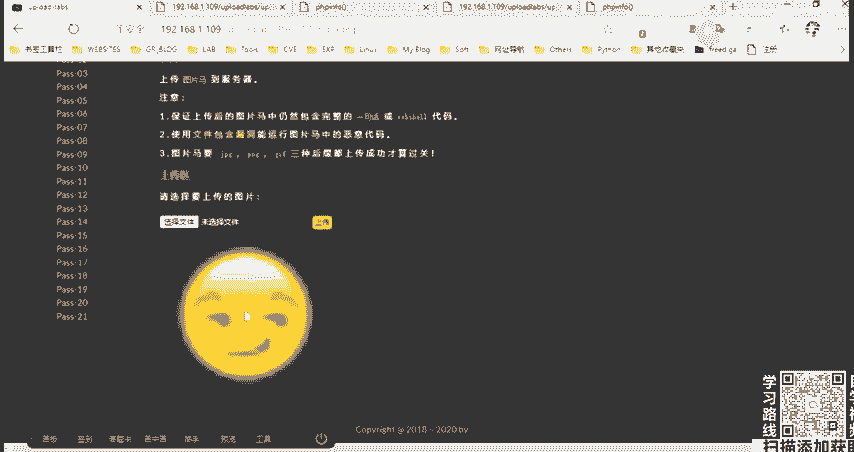 upload-labs
192.168.1.109/uploadlabs/up
phpinfo()
192.168.1.109/uploadlabs/up
phpinfo()
不安全
192.168.1.109
书签工具栏 WEBSITES GR_BLOG LAB Tools CVE EXP Linux My Blog Soft 网址导航 Others Python 其他收藏夹 freed.ga 注册
Pass-03
Pass-04
Pass-05
Pass-06
Pass-07
Pass-08
Pass-09
Pass-10
Pass-11
Pass-12
Pass-13
Pass-14
Pass-15
Pass-16
Pass-17
Pass-18
Pass-19
Pass-20
Pass-21
上传 图片马 到服务器。
注意:
1.保证上传后的图片马中仍然包含完整的 一句话 或 webshell 代码。
2.使用文件包含漏洞能运行图片马中的恶意代码。
3.图片马要 .jpg , .png , .gif 三种后缀都上传成功才算过关!
上传区
请选择要上传的图片:
选择文件 未选择文件
上传
Copyright @ 2018 ~ 2020 by
签到
选中器
举手
工具
学习路线
扫描添加获取